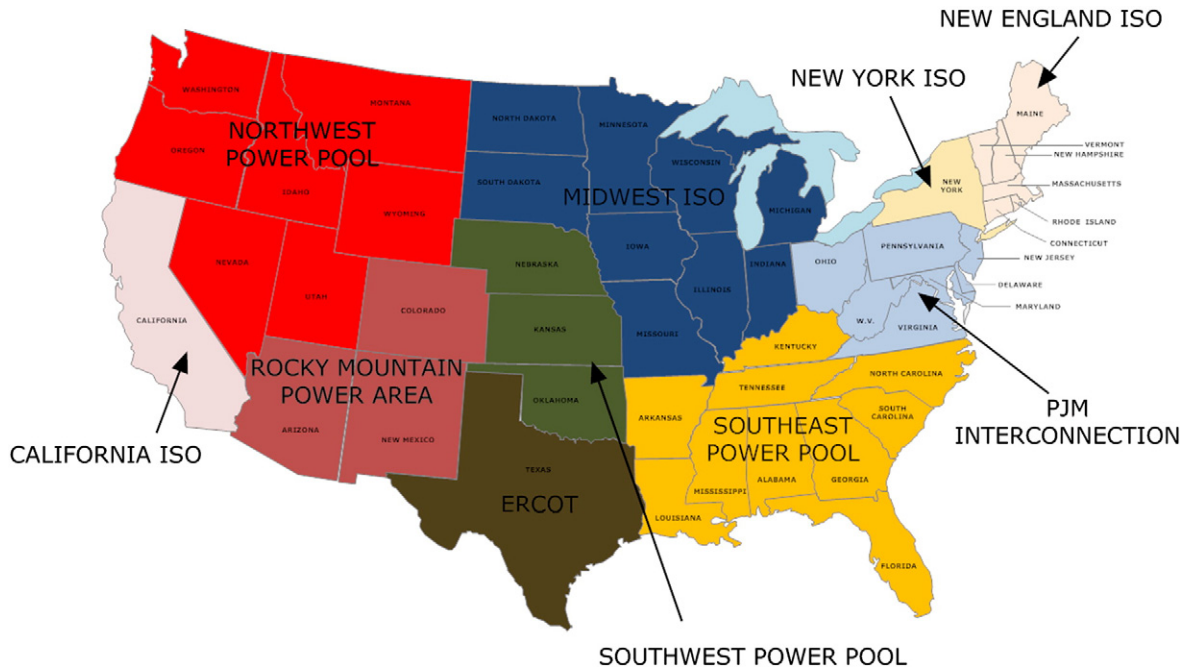 NEW ENGLAND ISO
NEW YORK ISO
WASHINGTON
MONTANA
NORTH DAKOTA
MINNESOTA
MAINE
NORTHWEST
POWER POOL
OREGON
VERMONT
NEW HAMPSHIRE
WISCONSIN
SOUTH DAKOTA
NEW
YORK
MASSACHUSETTS
IDAHO
MIDWEST ISO
WYOMING
MICHIGAN
RHODE ISLAND
CONNECTICUT
IOWA
PENNSYLVANIA
NEW JERSEY
NEVADA
NEBRASKA
INDIANA
OHIO
UTAH
ILLINOIS
DELAWARE
MARYLAND
COLORADO
CALIFORNIA
KANSAS
MISSOURI
W.V.
VIRGINIA
KENTUCKY
ROCKY MOUNTAIN
POWER AREA
NORTH CAROLINA
TENNESSEE
OKLAHOMA
ARKANSAS
SOUTH
CAROLINA
PJM
INTERCONNECTION
ARIZONA
NEW MEXICO
SOUTHEAST
POWER POOL
CALIFORNIA ISO
TEXAS
ERCOT
MISSISSIPPI
ALABAMA
GEORGIA
LOUISIANA
FLORIDA
SOUTHWEST POWER POOL